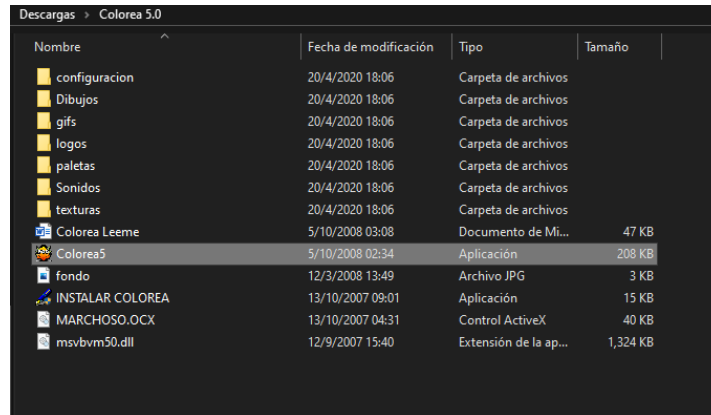 Descargas > Colorea 5.0
Nombre Fecha de modificación Tipo Tamaño
configuracion 20/4/2020 18:06 Carpeta de archivos
Dibujos 20/4/2020 18:06 Carpeta de archivos
gifs 20/4/2020 18:06 Carpeta de archivos
logos 20/4/2020 18:06 Carpeta de archivos
paletas 20/4/2020 18:06 Carpeta de archivos
Sonidos 20/4/2020 18:06 Carpeta de archivos
texturas 20/4/2020 18:06 Carpeta de archivos
Colorea Leeme 5/10/2008 03:08 Documento de Mi... 47 KB
Colorea5 5/10/2008 02:34 Aplicación 208 KB
fondo 12/3/2008 13:49 Archivo JPG 3 KB
INSTALAR COLOREA 13/10/2007 09:01 Aplicación 15 KB
MARCHOSO.OCX 13/10/2007 04:31 Control ActiveX 40 KB
msvbvm50.dll 12/9/2007 15:40 Extensión de la ap... 1,324 KB